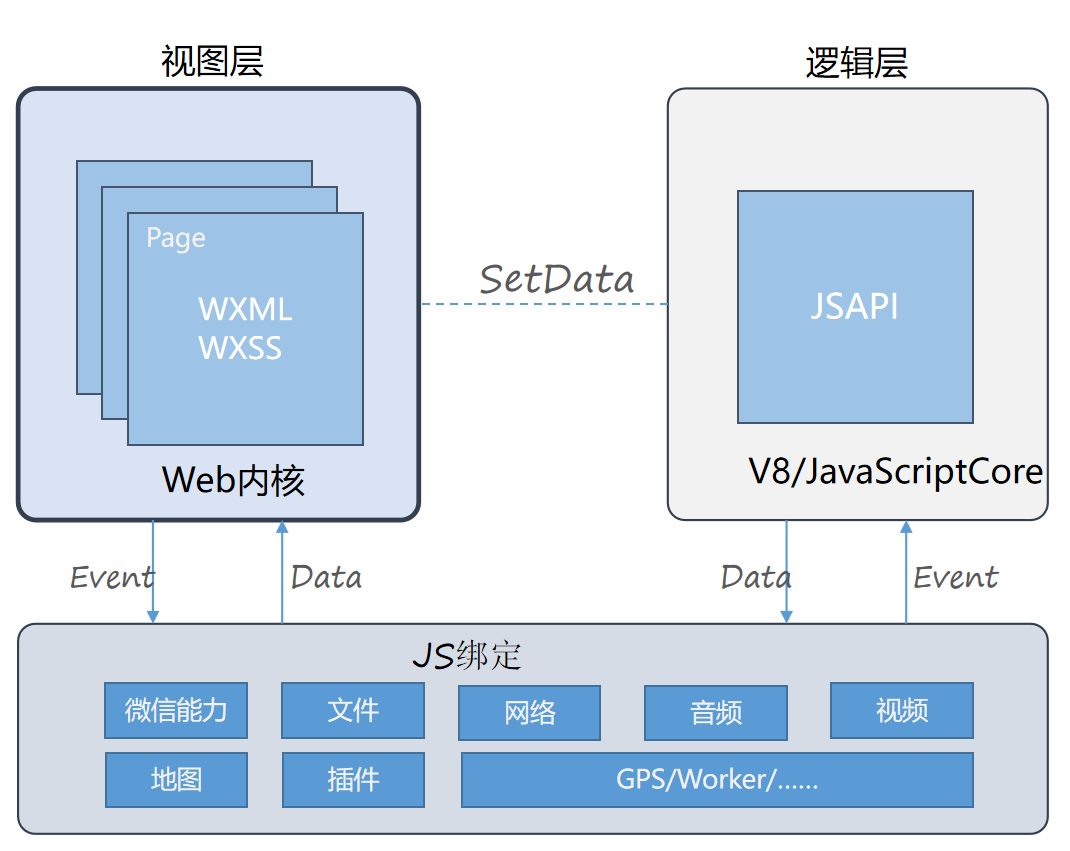 视图层
逻辑层
Page
WXML
WXSS
Web内核
SetData
JSAPI
V8/JavaScriptCore
Event
Data
Data
Event
JS绑定
微信能力
文件
网络
音频
视频
地图
插件
GPS/Worker/......